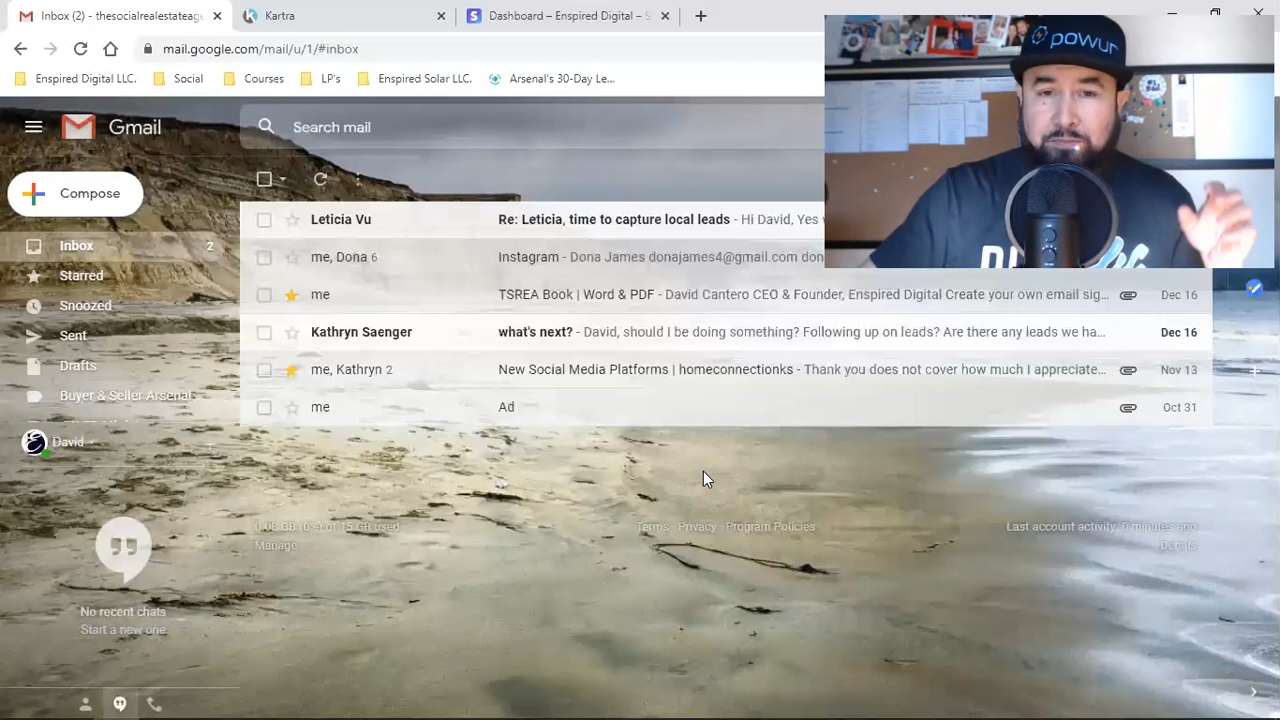 Inbox (2) - thesocialrealestateage
Kartra
Dashboard – Enspired Digital – S
mail.google.com/mail/u/1/#inbox
Enspired Digital LLC.
Social
Courses
LP's
Enspired Solar LLC.
Arsenal's 30-Day Le...
powur
Gmail
Search mail
Compose
Inbox 2
Starred
Snoozed
Sent
Drafts
Buyer & Seller Arsenal
David
Leticia Vu Re: Leticia, time to capture local leads - Hi David, Yes
me, Dona 6 Instagram - Dona James donajames4@gmail.com don
me TSREA Book | Word & PDF - David Cantero CEO & Founder, Enspired Digital Create your own email sig... Dec 16
Kathryn Saenger what's next? - David, should I be doing something? Following up on leads? Are there any leads we ha... Dec 16
me, Kathryn 2 New Social Media Platforms | homeconnectionks - Thank you does not cover how much I appreciate... Nov 13
me Ad Oct 31
Terms - Privacy - Program Policies
Last account activity: 0 minutes ago
Details
Manage
No recent chats
Start a new one